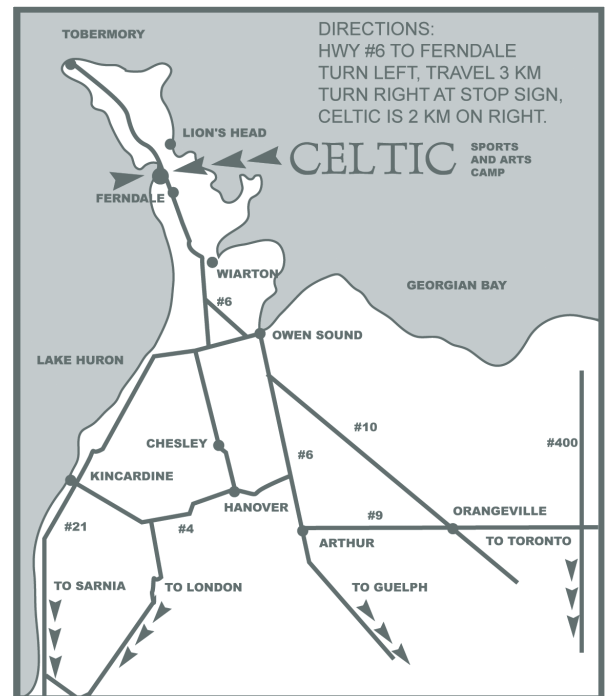 TOBERMORY
DIRECTIONS:
HWY #6 TO FERNDALE
TURN LEFT, TRAVEL 3 KM
TURN RIGHT AT STOP SIGN,
CELTIC IS 2 KM ON RIGHT.
LION'S HEAD
CELTIC
SPORTS
AND ARTS
CAMP
FERNDALE
WIARTON
GEORGIAN BAY
#6
OWEN SOUND
LAKE HURON
#10
#400
CHESLEY
#6
KINCARDINE
HANOVER
#9
ORANGEVILLE
#21
#4
ARTHUR
TO TORONTO
TO SARNIA
TO LONDON
TO GUELPH